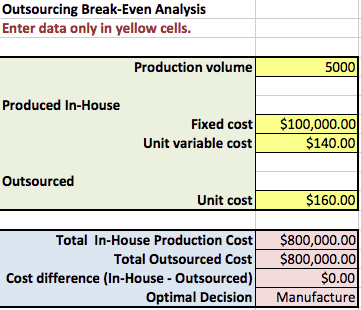 Outsourcing Break-Even Analysis
Enter data only in yellow cells.
Production volume 5000
Produced In-House
Fixed cost $100,000.00
Unit variable cost $140.00
Outsourced
Unit cost $160.00
Total In-House Production Cost $800,000.00
Total Outsourced Cost $800,000.00
Cost difference (In-House - Outsourced) $0.00
Optimal Decision Manufacture